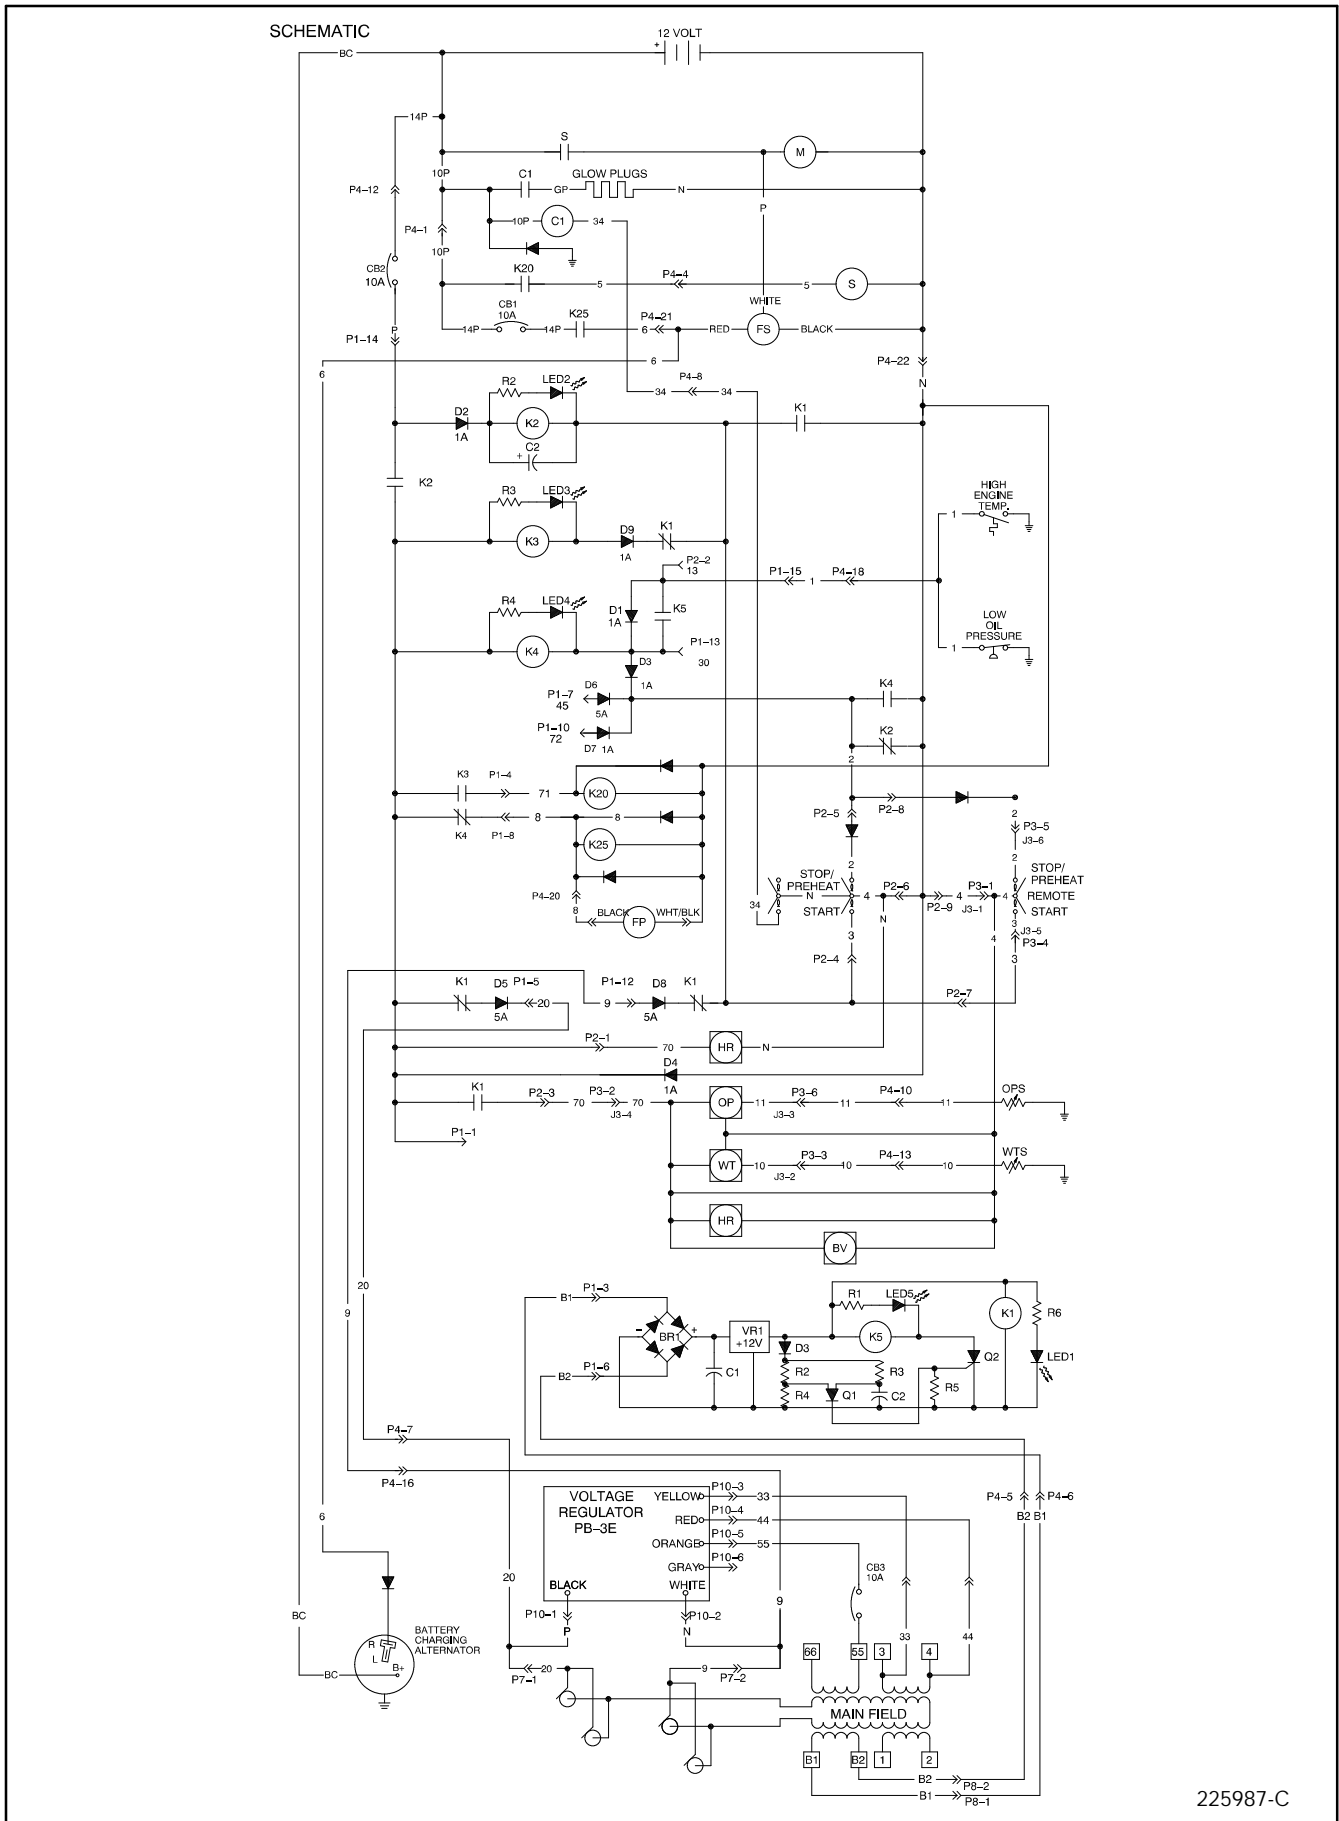 SCHEMATIC
12 VOLT
+
BC
14P
S
M
10P
C1
GLOW PLUGS
GP
N
P4–12
P
10P
C1
34
P4–1
10P
CB2
10A
K20
P4–4
5
5
S
CB1
10A
K25
P4–21
WHITE
14P
14P
6
RED
FS
BLACK
P
P1–14
6
P4–22
6
P4–8
34
34
N
R2
LED2
D2
1A
K2
K1
C2
+
K2
R3
LED3
HIGH
ENGINE
TEMP.
1
K3
D9
1A
K1
P2–2
13
P1–15
P4–18
1
R4
LED4
D1
1A
K5
LOW
OIL
PRESSURE
1
K4
P1–13
30
D3
1A
P1–7
45
D6
5A
K4
P1–10
72
D7
1A
K2
2
K3
P1–4
71
K20
P2–8
K4
P1–8
8
8
P2–5
2
P3–5
J3–6
K25
2
2
STOP/
PREHEAT
STOP/
PREHEAT
P4–20
34
N
4
P2–6
4
P3–1
4
REMOTE
8
BLACK
FP
WHT/BLK
START
P2–9
J3–1
START
N
3
3
J3–5
P3–4
4
P2–4
3
K1
D5
P1–5
20
5A
P1–12
9
D8
5A
K1
P2–7
P2–1
70
HR
N
D4
1A
K1
P2–3
70
P3–2
70
J3–4
OP
11
P3–6
J3–3
11
P4–10
11
OPS
P1–1
WT
10
P3–3
J3–2
10
P4–13
10
WTS
HR
BV
20
P1–3
B1
9
R1
LED5
K1
R6
–
BR1
+
VR1
+12V
K5
D3
Q2
P1–6
B2
C1
R2
R3
LED1
R4
Q1
C2
R5
P4–7
P4–16
VOLTAGE
REGULATOR
PB–3E
YELLOW
P10–3
33
P4–5
P4–6
RED
P10–4
44
B2
B1
6
ORANGE
P10–5
55
GRAY
P10–6
CB3
10A
20
BLACK
WHITE
9
P10–1
P
P10–2
N
BC
R
L
B+
BATTERY
CHARGING
ALTERNATOR
33
44
66
55
3
4
BC
20
P7–1
9
P7–2
MAIN FIELD
B1
B2
1
2
B2
P8–2
B1
P8–1
225987-C